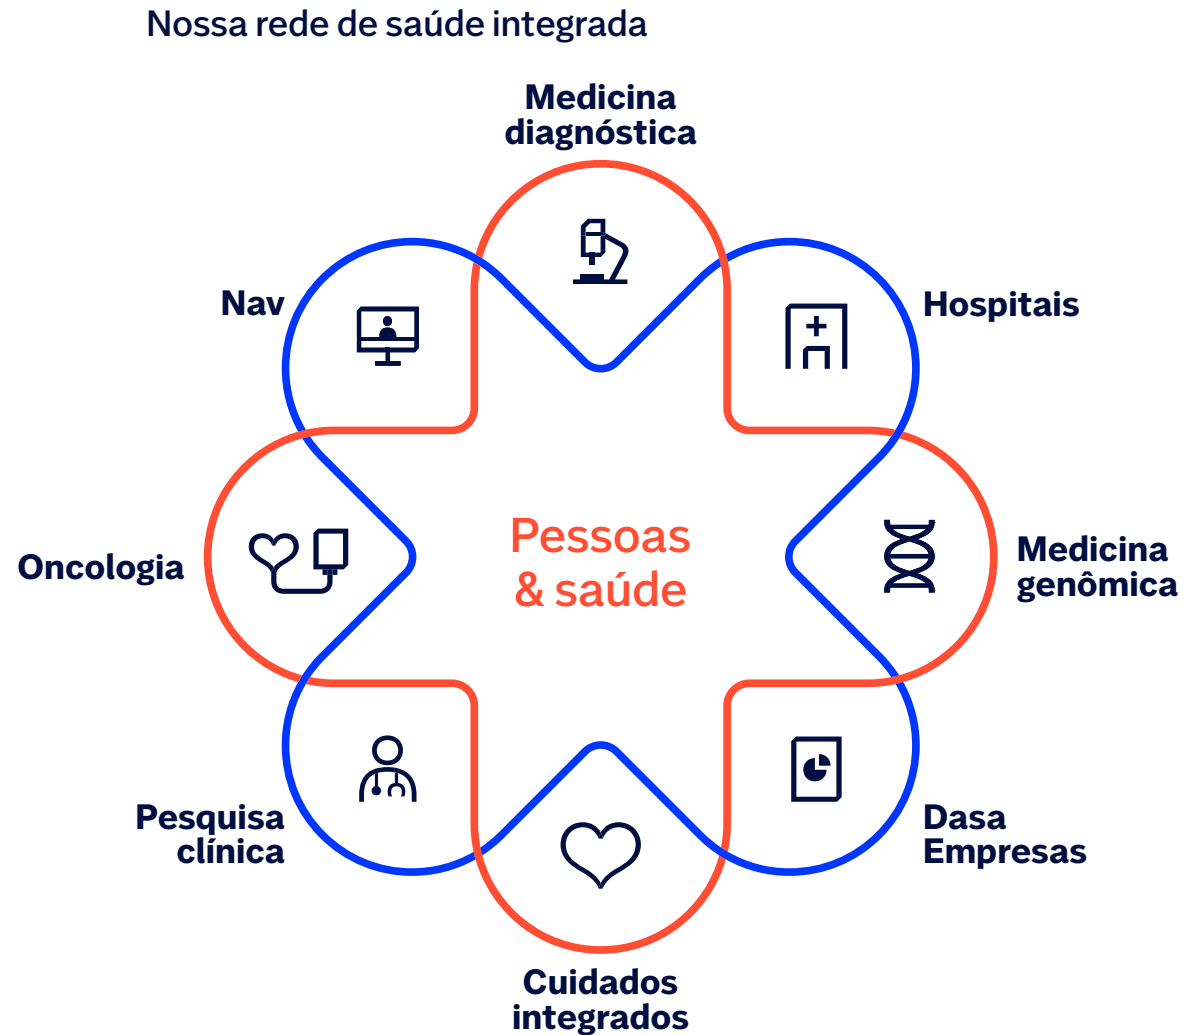 Nossa rede de saúde integrada
Medicina
diagnóstica
Nav
Hospitais
Pessoas
& saúde
Oncologia
Medicina
genômica
Pesquisa
clínica
Dasa
Empresas
Cuidados
integrados